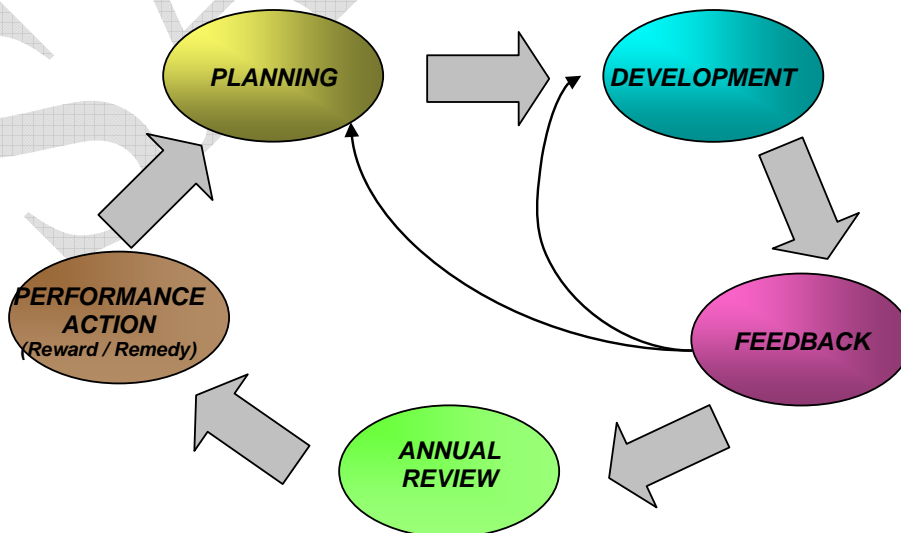 PLANNING
DEVELOPMENT
FEEDBACK
ANNUAL
REVIEW
PERFORMANCE
ACTION
(Reward / Remedy)